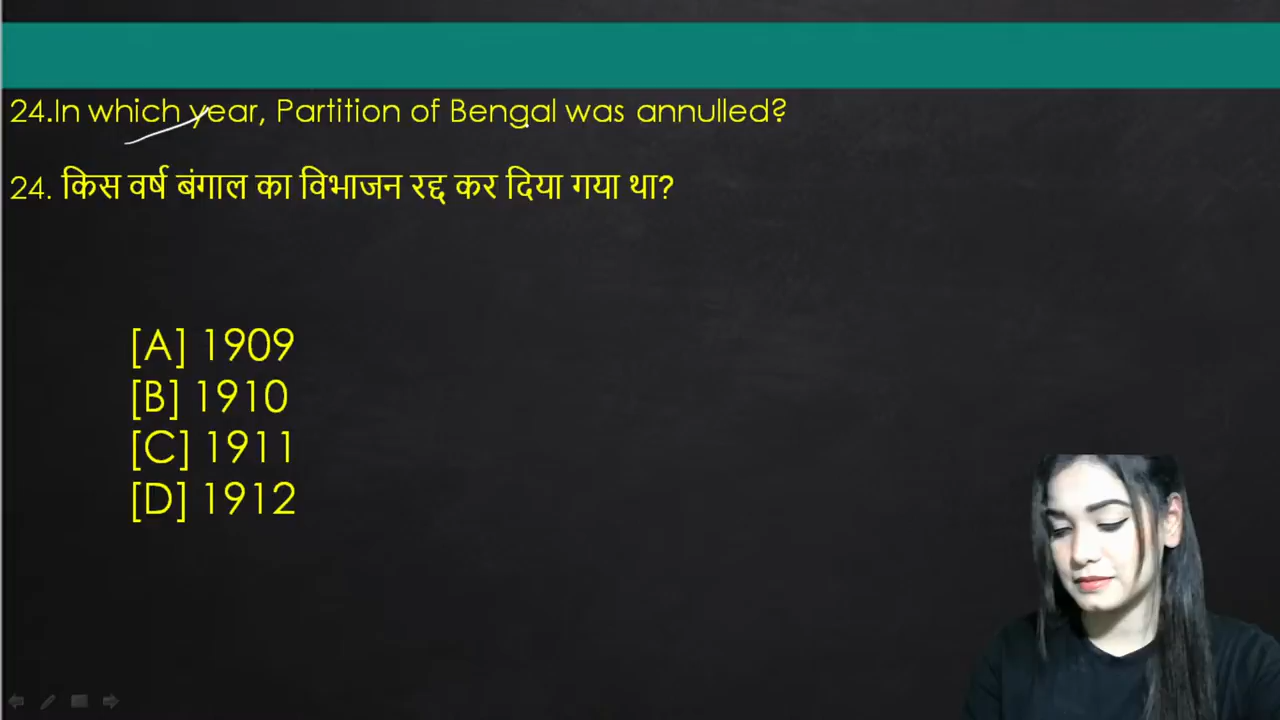 24.In which year, Partition of Bengal was annulled?
24. किस वर्ष बंगाल का विभाजन रद्द कर दिया गया था?
[A] 1909
[B] 1910
[C] 1911
[D] 1912